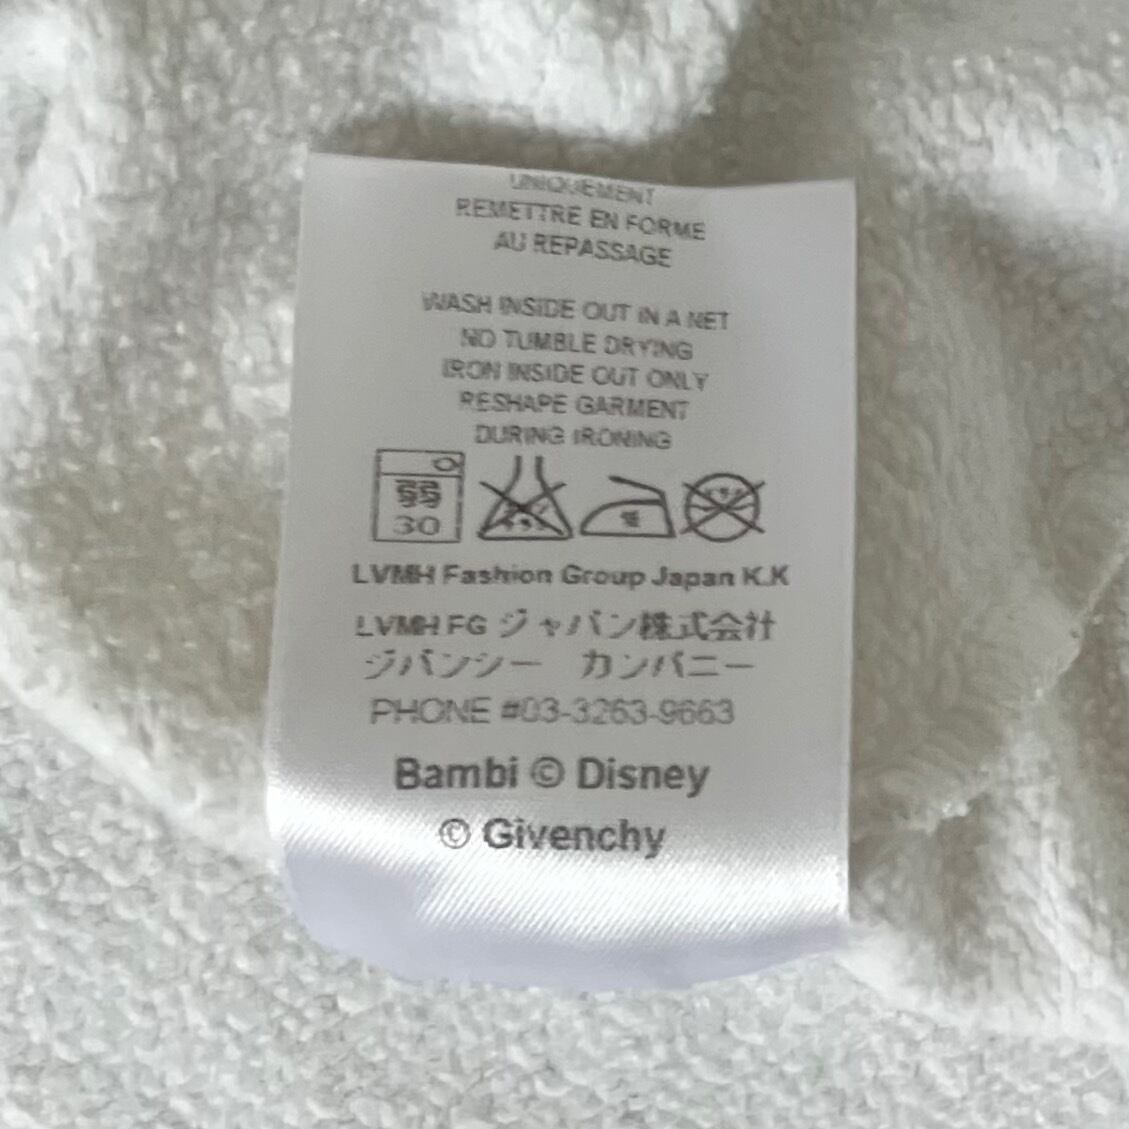 UNIQUEMENT
REMETTRE EN FORME
AU REPASSAGE
WASH INSIDE OUT IN A NET
NO TUMBLE DRYING
IRON INSIDE OUT ONLY
RESHAPE GARMENT
DURING IRONING
弱
30
LVMH Fashion Group Japan K.K
LVMH FG ジャパン株式会社
ジバンシー カンパニー
PHONE #03-3263-9663
Bambi © Disney
© Givenchy